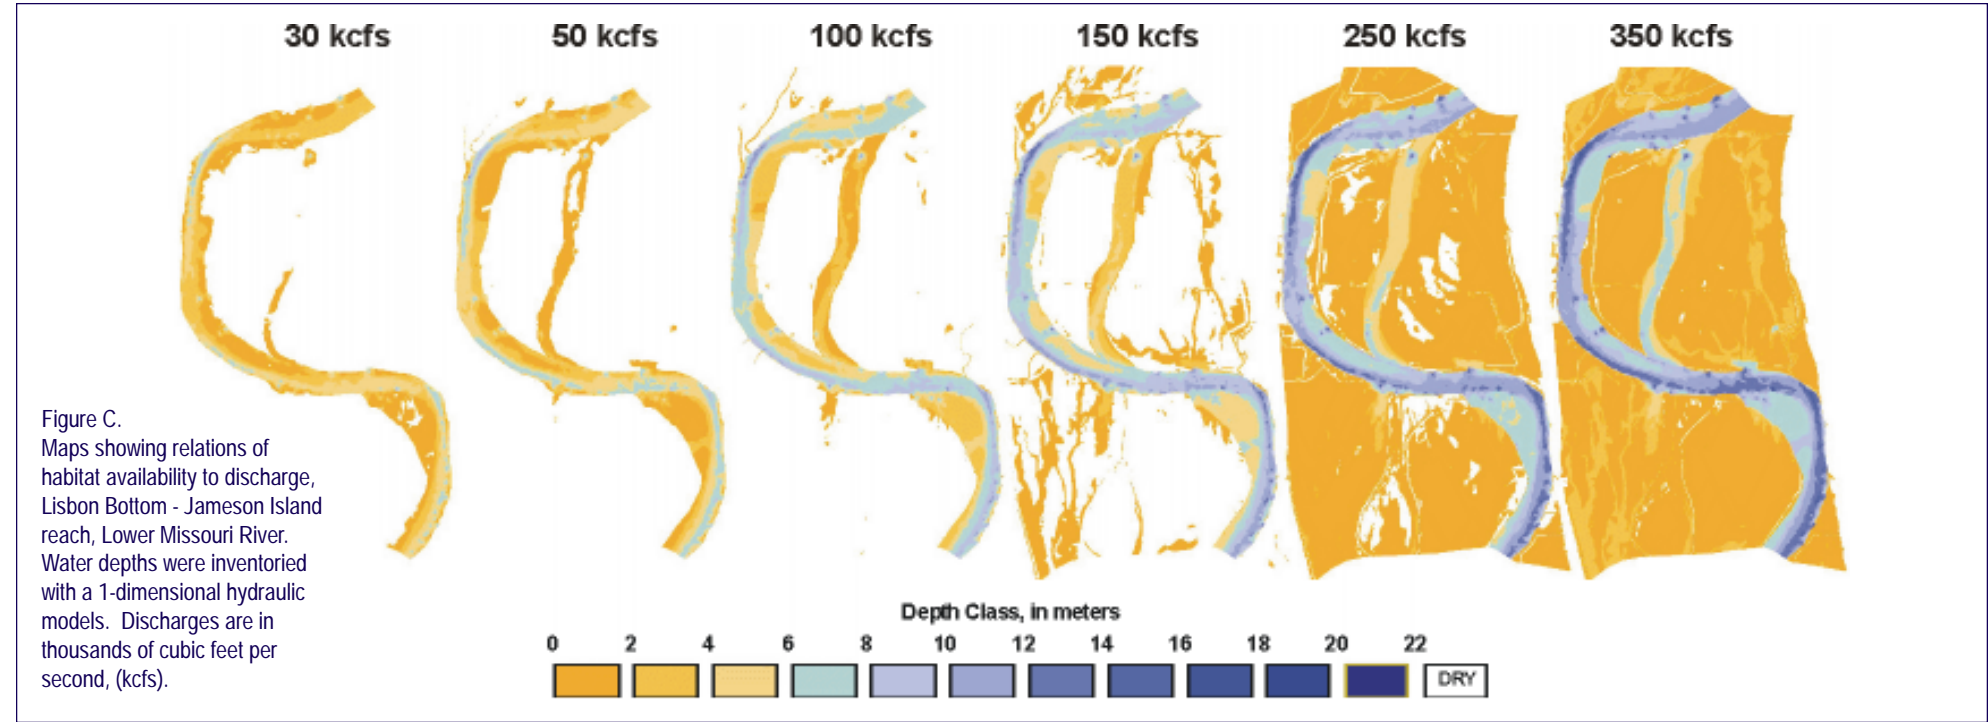 30 kcfs 50 kcfs 100 kcfs 150 kcfs 250 kcfs 350 kcfs
Figure C.
Maps showing relations of
habitat availability to discharge,
Lisbon Bottom - Jameson Island
reach, Lower Missouri River.
Water depths were inventoried
with a 1-dimensional hydraulic
models. Discharges are in
thousands of cubic feet per
second, (kcfs).
Depth Class, in meters
0 2 4 6 8 10 12 14 16 18 20 22
DRY